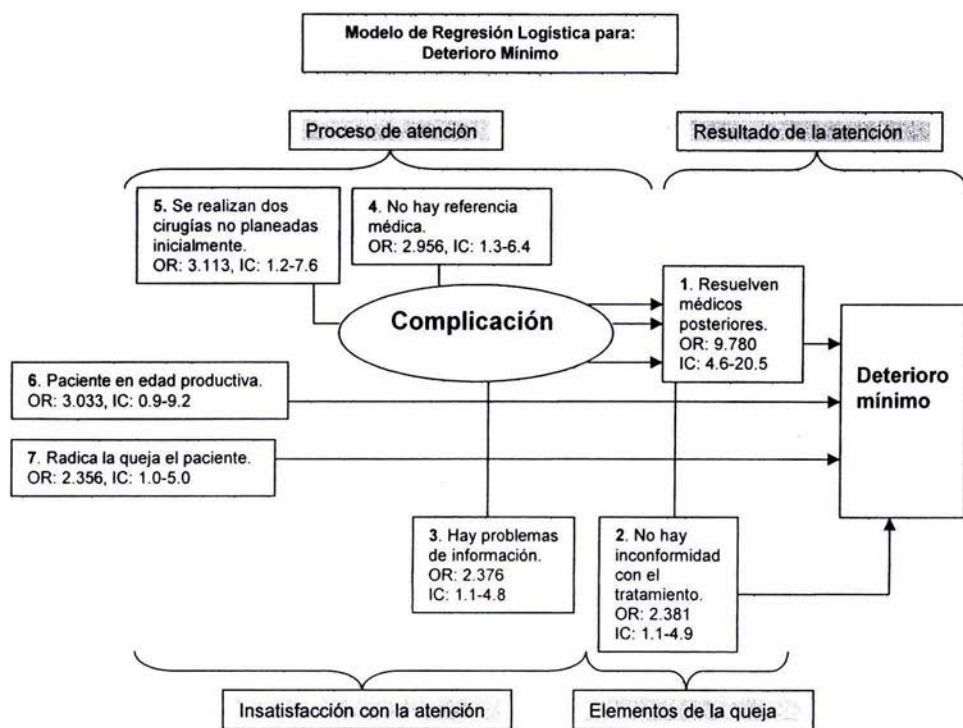 Modelo de Regresión Logística para:
Deterioro Mínimo
Proceso de atención
Resultado de la atención
5. Se realizan dos
cirugías no planeadas
inicialmente.
OR: 3.113, IC: 1.2-7.6
4. No hay referencia
médica.
OR: 2.956, IC: 1.3-6.4
Complicación
1. Resuelven
médicos
posteriores.
OR: 9.780
IC: 4.6-20.5
Deterioro
mínimo
6. Paciente en edad productiva.
OR: 3.033, IC: 0.9-9.2
7. Radica la queja el paciente.
OR: 2.356, IC: 1.0-5.0
3. Hay problemas
de información.
OR: 2.376
IC: 1.1-4.8
2. No hay
inconformidad
con el
tratamiento.
OR: 2.381
IC: 1.1-4.9
Insatisfacción con la atención
Elementos de la queja